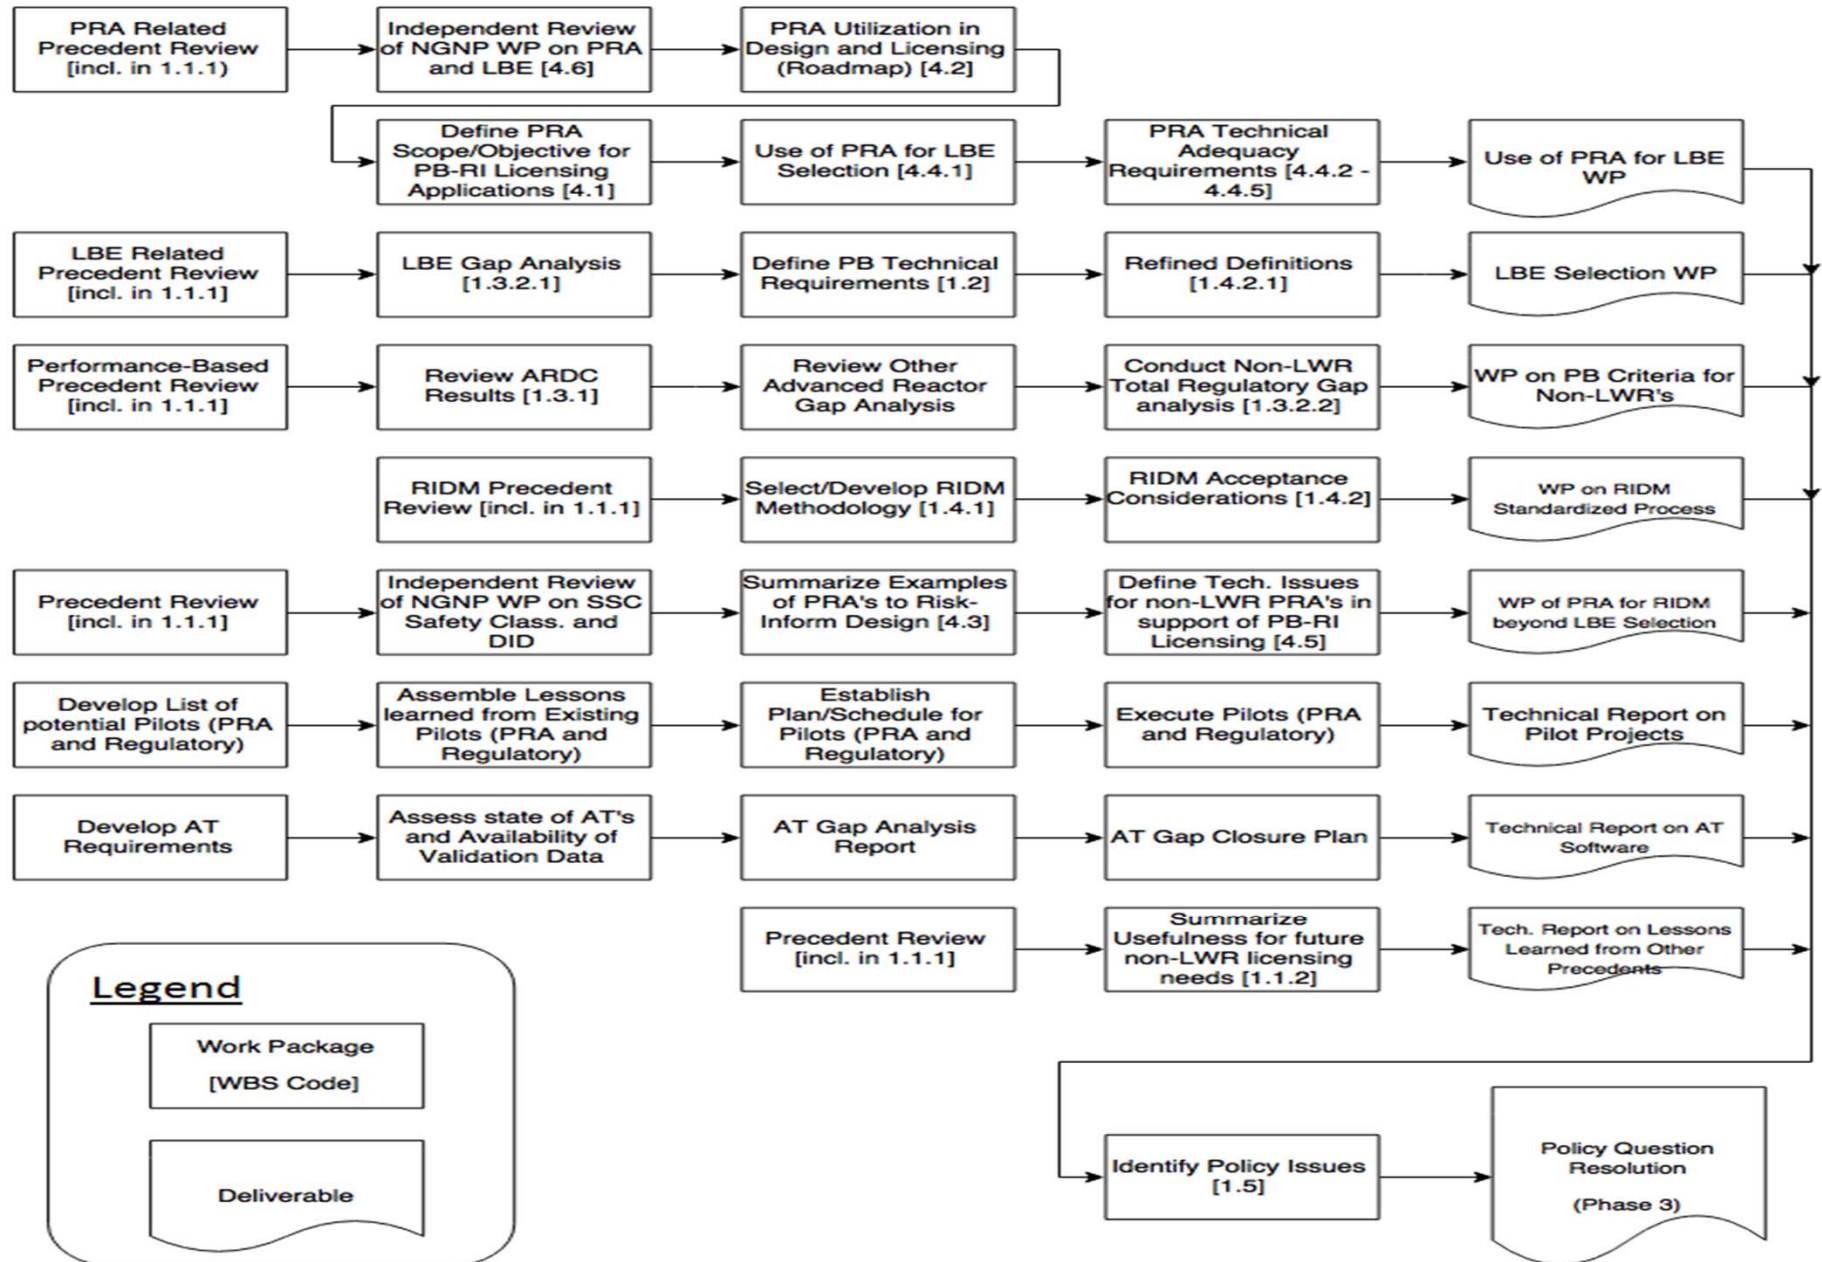 PRA Related
Precedent Review
[incl. in 1.1.1)
Independent Review
of NGNP WP on PRA
and LBE [4.6]
PRA Utilization in
Design and Licensing
(Roadmap) [4.2]
Define PRA
Scope/Objective for
PB-RI Licensing
Applications [4.1]
Use of PRA for LBE
Selection [4.4.1]
PRA Technical
Adequacy
Requirements [4.4.2 -
4.4.5]
Use of PRA for LBE
WP
LBE Related
Precedent Review
[incl. in 1.1.1]
LBE Gap Analysis
[1.3.2.1]
Define PB Technical
Requirements [1.2]
Refined Definitions
[1.4.2.1]
LBE Selection WP
Performance-Based
Precedent Review
[incl. in 1.1.1]
Review ARDC
Results [1.3.1]
Review Other
Advanced Reactor
Gap Analysis
Conduct Non-LWR
Total Regulatory Gap
analysis [1.3.2.2]
WP on PB Criteria for
Non-LWR's
RIDM Precedent
Review [incl. in 1.1.1]
Select/Develop RIDM
Methodology [1.4.1]
RIDM Acceptance
Considerations [1.4.2]
WP on RIDM
Standardized Process
Precedent Review
[incl. in 1.1.1]
Independent Review
of NGNP WP on SSC
Safety Class. and
DID
Summarize Examples
of PRA's to Risk-
Inform Design [4.3]
Define Tech. Issues
for non-LWR PRA's in
support of PB-RI
Licensing [4.5]
WP of PRA for RIDM
beyond LBE Selection
Develop List of
potential Pilots (PRA
and Regulatory)
Assemble Lessons
learned from Existing
Pilots (PRA and
Regulatory)
Establish
Plan/Schedule for
Pilots (PRA and
Regulatory)
Execute Pilots (PRA
and Regulatory)
Technical Report on
Pilot Projects
Develop AT
Requirements
Assess state of AT's
and Availability of
Validation Data
AT Gap Analysis
Report
AT Gap Closure Plan
Technical Report on AT
Software
Precedent Review
[incl. in 1.1.1]
Summarize
Usefulness for future
non-LWR licensing
needs [1.1.2]
Tech. Report on Lessons
Learned from Other
Precedents
Legend
Work Package
[WBS Code]
Deliverable
Identify Policy Issues
[1.5]
Policy Question
Resolution
(Phase 3)